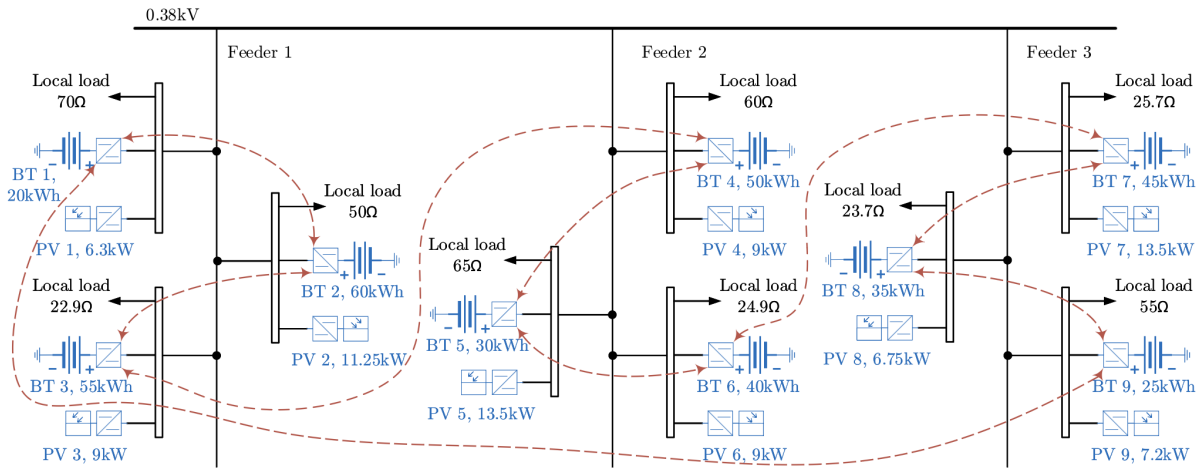 0.38kV
Feeder 1
Feeder 2
Feeder 3
Local load
70Ω
BT 1,
20kWh
PV 1, 6.3kW
Local load
50Ω
BT 2, 60kWh
PV 2, 11.25kW
Local load
22.9Ω
BT 3, 55kWh
PV 3, 9kW
Local load
60Ω
BT 4, 50kWh
PV 4, 9kW
Local load
65Ω
BT 5, 30kWh
PV 5, 13.5kW
Local load
24.9Ω
BT 6, 40kWh
PV 6, 9kW
Local load
25.7Ω
BT 7, 45kWh
PV 7, 13.5kW
Local load
23.7Ω
BT 8, 35kWh
PV 8, 6.75kW
Local load
55Ω
BT 9, 25kWh
PV 9, 7.2kW